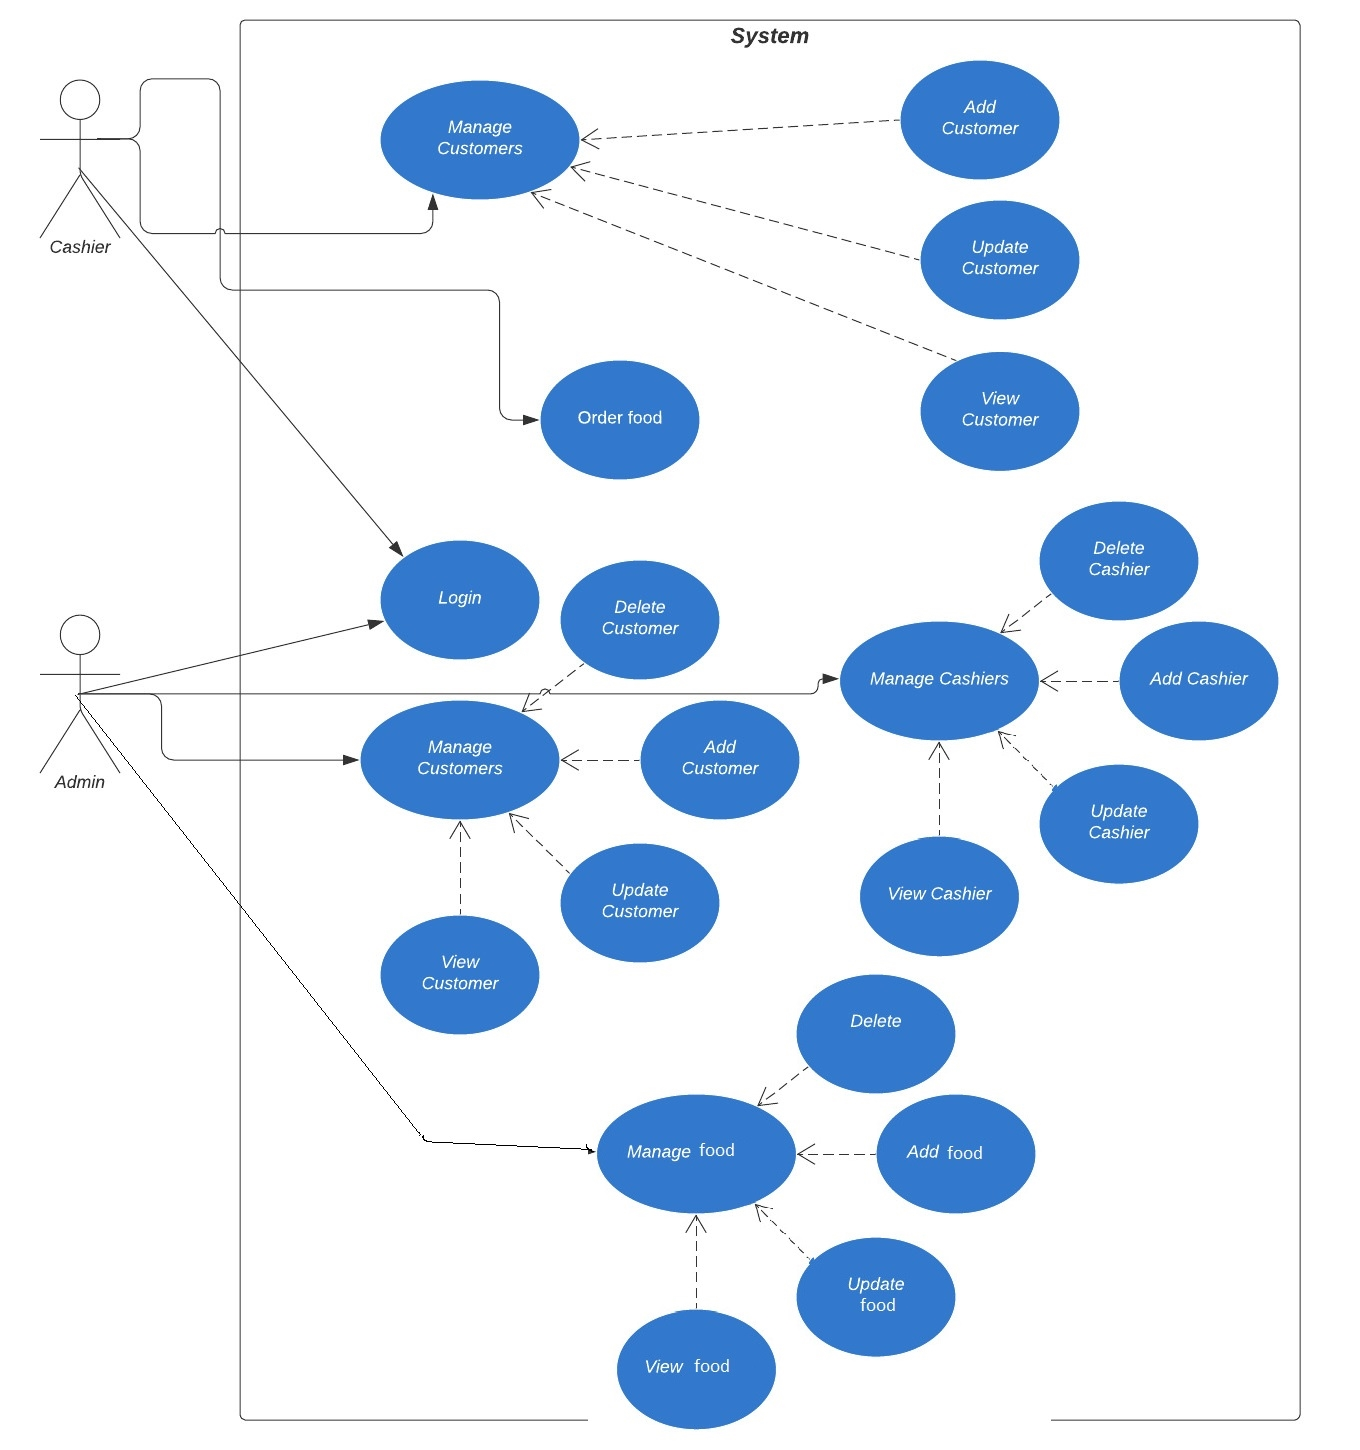 System
Add
Customer
Manage
Customers
Update
Customer
Cashier
View
Customer
Order food
Delete
Cashier
Login
Delete
Customer
Manage Cashiers
Add Cashier
Manage
Customers
Add
Customer
Admin
Update
Cashier
View Cashier
Update
Customer
View
Customer
Delete
Manage food
Add food
Update
food
View food